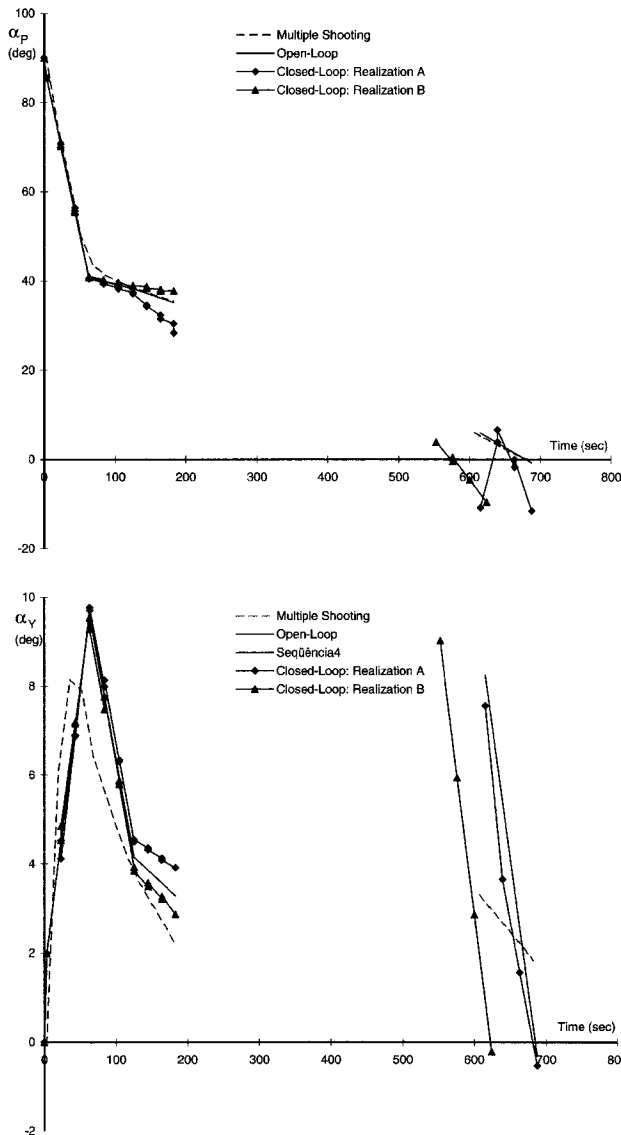 α_P
(deg)
Multiple Shooting
Open-Loop
Closed-Loop: Realization A
Closed-Loop: Realization B
100
80
60
40
20
0
-20
Time (sec)
0 100 200 300 400 500 600 700 800
α_Y
(deg)
Multiple Shooting
Open-Loop
Seqüência4
Closed-Loop: Realization A
Closed-Loop: Realization B
10
8
6
4
2
0
-2
Time (sec)
0 100 200 300 400 500 600 700 80